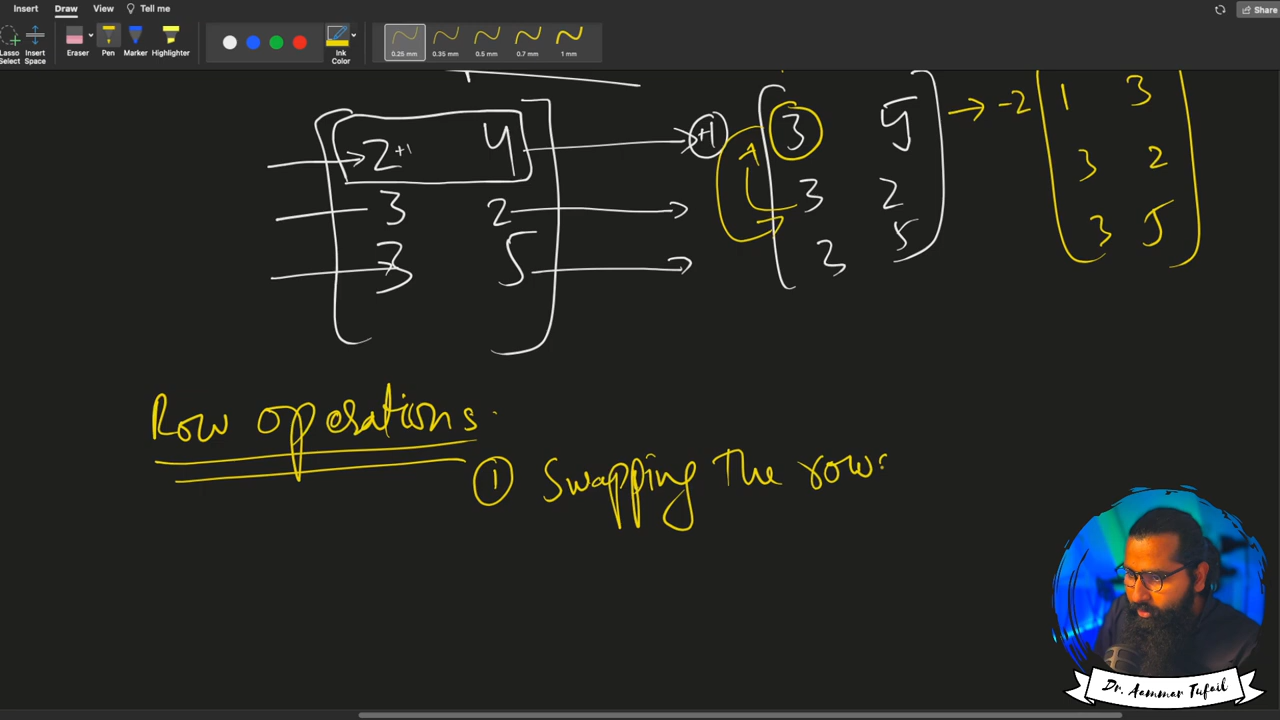 Insert Draw View Tell me
Share
Lasso Select
Insert Space
Eraser
Pen
Marker
Highlighter
Ink Color
0.25 mm
0.35 mm
0.5 mm
0.7 mm
1 mm
2+1 4
3 2
3 5
+1
3 5
3 2
3 5
-2
1 3
3 2
3 5
Row operations.
① Swapping The rows
Dr. Aammar Tufail